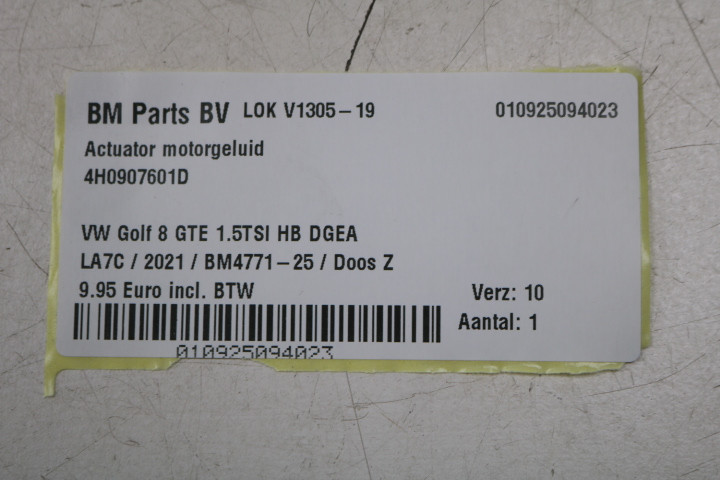 BM Parts BV LOK V1305-19 010925094023
Actuator motorgeluid
4H0907601D
VW Golf 8 GTE 1.5TSI HB DGEA
LA7C / 2021 / BM4771-25 / Doos Z
9.95 Euro incl. BTW Verz: 10
Aantal: 1
010925094023